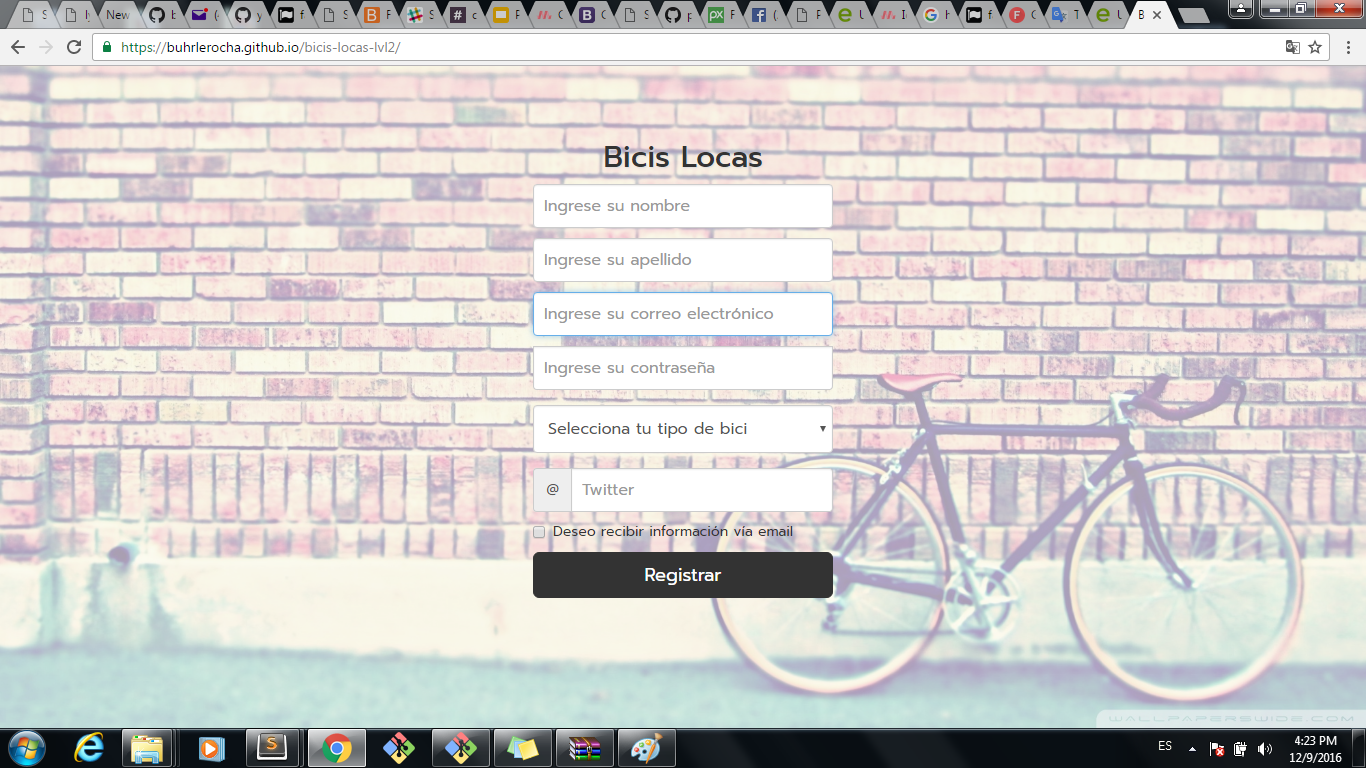 New
https://buhrlerocha.github.io/bicis-locas-lvl2/
Bicis Locas
Ingrese su nombre
Ingrese su apellido
Ingrese su correo electrónico
Ingrese su contraseña
Selecciona tu tipo de bici
@ Twitter
Deseo recibir información vía email
Registrar
WALLPAPERSWIDE.COM
ES
4:23 PM
12/9/2016